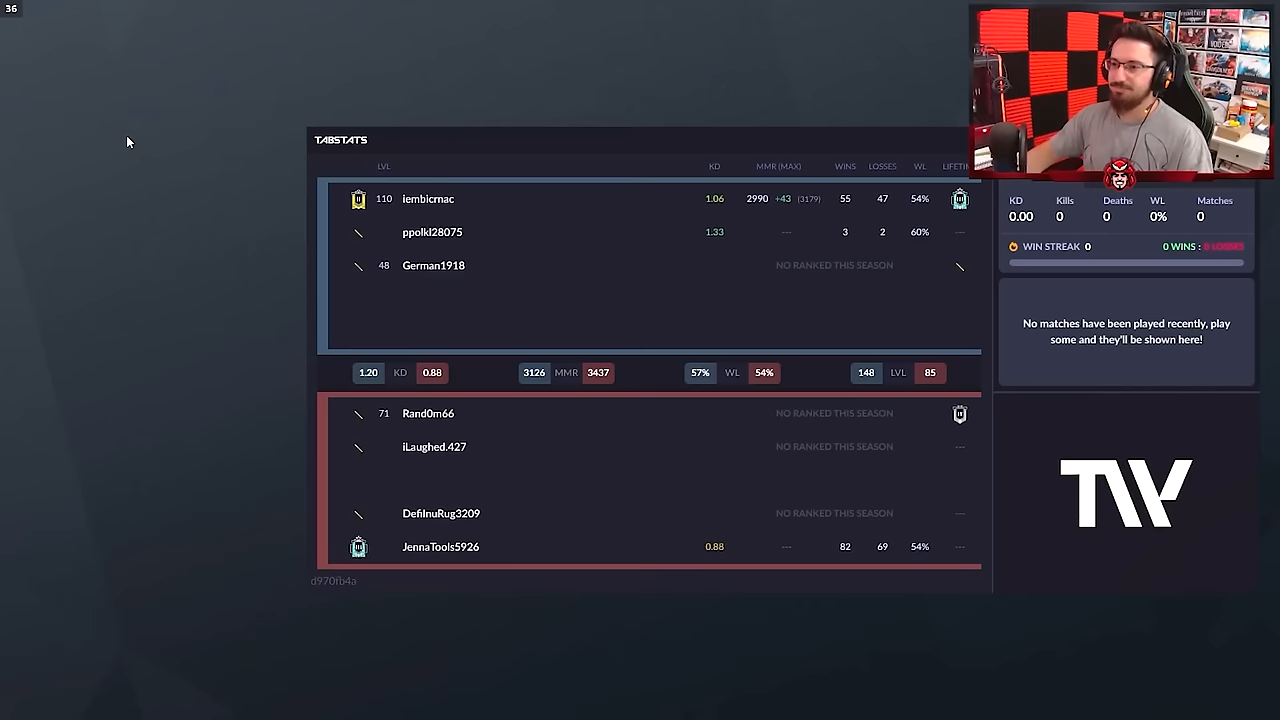 36
TABSTATS
LVL KD MMR (MAX) WINS LOSSES WL
110 iembicrnac 1.06 2990 +43 (3179) 55 47 54%
ppolkl28075 1.33 --- 3 2 60% ---
48 German1918 NO RANKED THIS SEASON
1.20 KD 0.88 3126 MMR 3437 57% WL 54% 148 LVL 85
71 Rand0m66 NO RANKED THIS SEASON
iLaughed.427 NO RANKED THIS SEASON ---
DefiInuRug3209 NO RANKED THIS SEASON ---
JennaTools5926 0.88 --- 82 69 54% ---
d970fb4a
KD Kills Deaths WL Matches
0.00 0 0 0% 0
WIN STREAK 0 0 WINS : 0 LOSSES
No matches have been played recently, play
some and they'll be shown here!